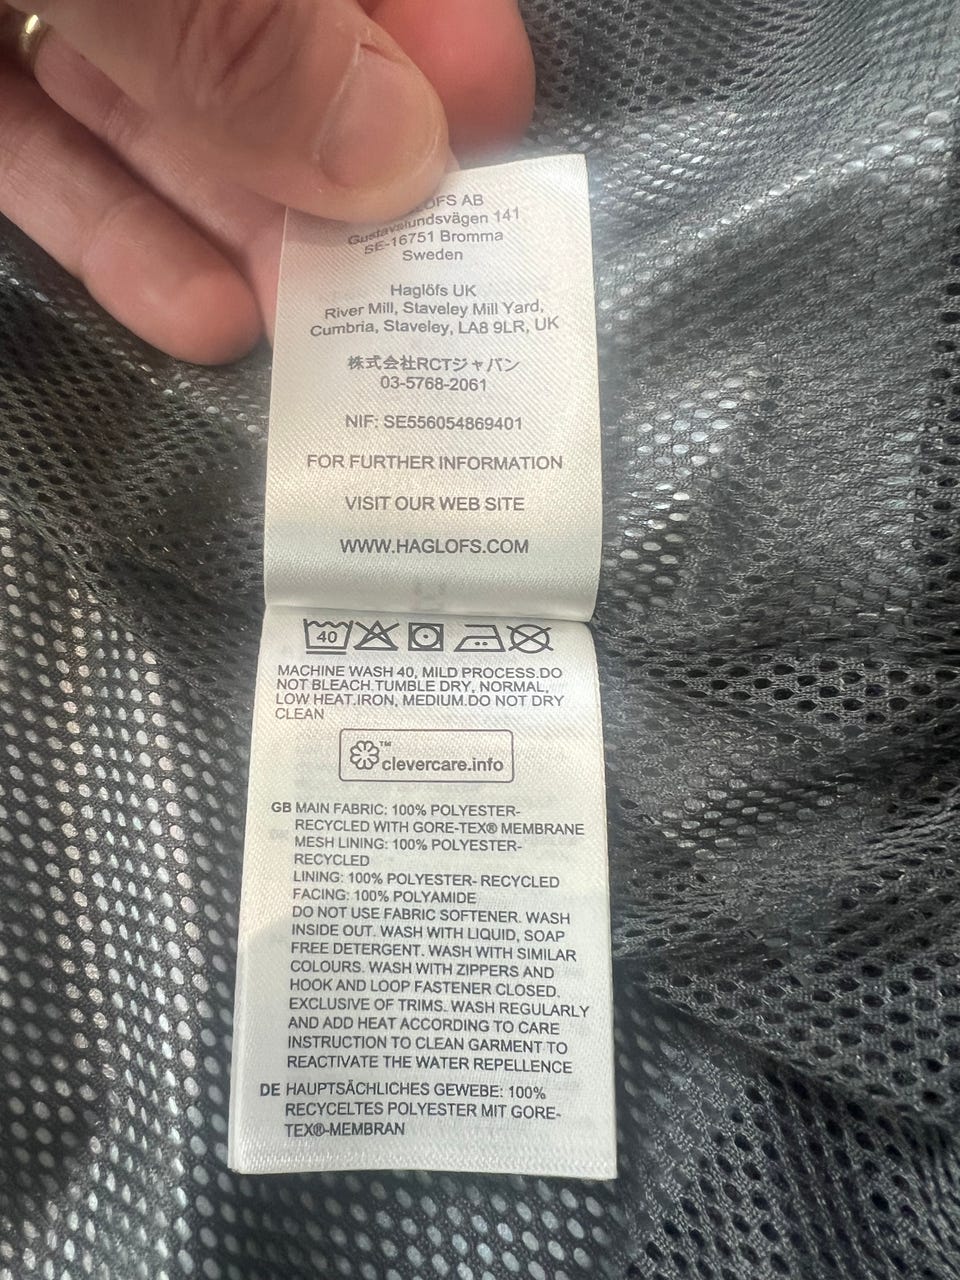 AB
141
SE-16751 Bromma
Sweden
Haglöfs UK
River Mill, Staveley Mill Yard,
Cumbria, Staveley, LA8 9LR, UK
株式会社RCTジャパン
03-5768-2061
NIF: SE556054869401
FOR FURTHER INFORMATION
VISIT OUR WEB SITE
WWW.HAGLOFS.COM
40
MACHINE WASH 40, MILD PROCESS.DO
NOT BLEACH.TUMBLE DRY, NORMAL,
LOW HEAT.IRON, MEDIUM.DO NOT DRY
CLEAN
™
clevercare.info
GB MAIN FABRIC: 100% POLYESTER-
RECYCLED WITH GORE-TEX® MEMBRANE
MESH LINING: 100% POLYESTER-
RECYCLED
LINING: 100% POLYESTER- RECYCLED
FACING: 100% POLYAMIDE
DO NOT USE FABRIC SOFTENER. WASH
INSIDE OUT. WASH WITH LIQUID, SOAP
FREE DETERGENT. WASH WITH SIMILAR
COLOURS. WASH WITH ZIPPERS AND
HOOK AND LOOP FASTENER CLOSED.
EXCLUSIVE OF TRIMS. WASH REGULARLY
AND ADD HEAT ACCORDING TO CARE
INSTRUCTION TO CLEAN GARMENT TO
REACTIVATE THE WATER REPELLENCE
DE HAUPTSÄCHLICHES GEWEBE: 100%
RECYCELTES POLYESTER MIT GORE-
TEX®-MEMBRAN